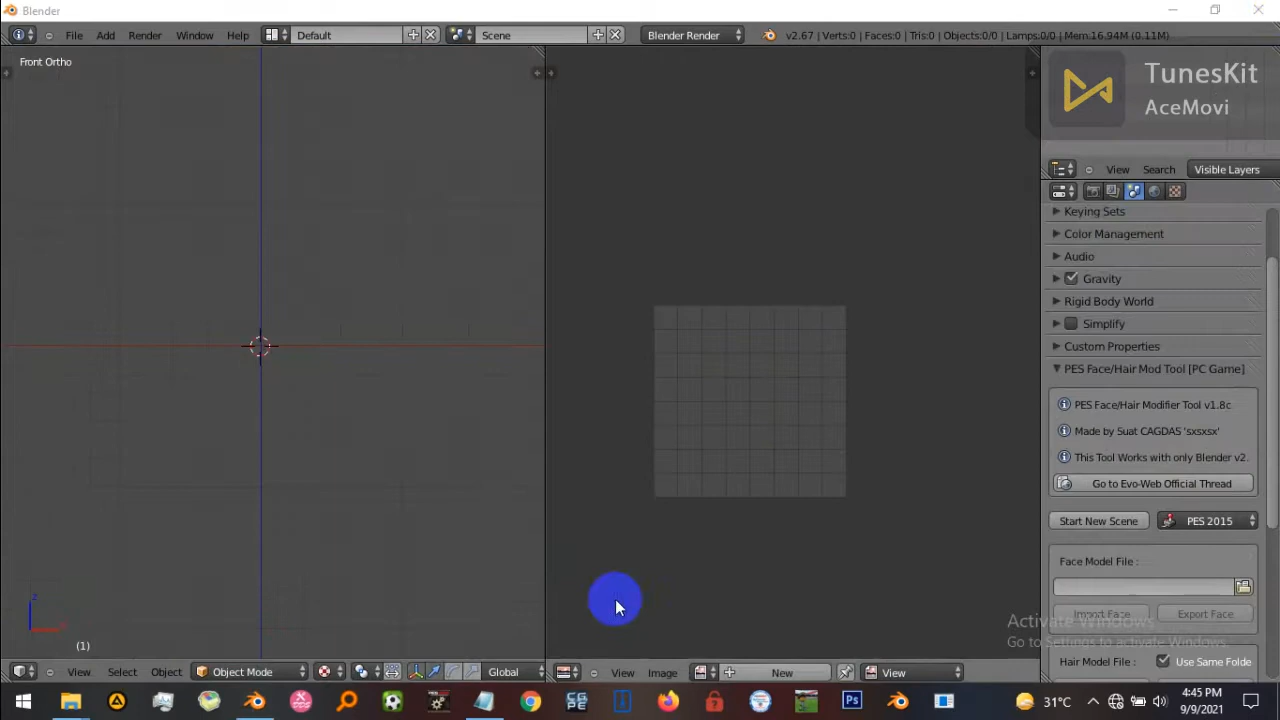 Blender
File Add Render Window Help Default Scene Blender Render v2.67 | Verts:0 | Faces:0 | Tris:0 | Objects:0/0 | Lamps:0/0 | Mem:16.94M (0.11M)
Front Ortho
TunesKit
AceMovi
View Search Visible Layers
Keying Sets
Color Management
Audio
Gravity
Rigid Body World
Simplify
Custom Properties
PES Face/Hair Mod Tool [PC Game]
PES Face/Hair Modifier Tool v1.8c
Made by Suat CAGDAS 'sxsxsx'
This Tool Works with only Blender v2.
Go to Evo-Web Official Thread
Start New Scene PES 2015
Face Model File :
Import Face Export Face
Activate Windows
Go to Settings to activate Windows.
Hair Model File : Use Same Folde
z
(1)
View Select Object Object Mode Global View Image New View
Ps 31°C 4:45 PM
9/9/2021